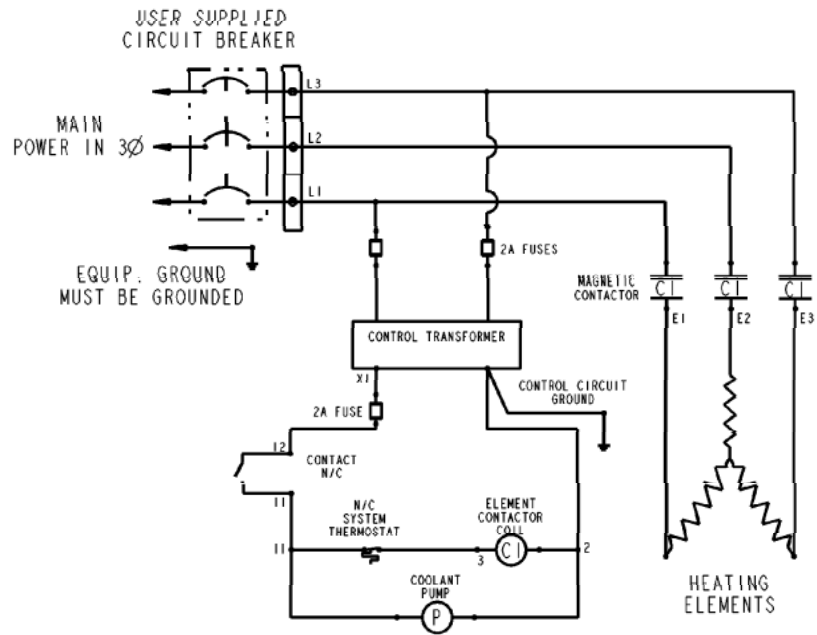 USER SUPPLIED
CIRCUIT BREAKER
L3
MAIN
POWER IN 3Ø
L2
L1
2A FUSES
EQUIP. GROUND
MUST BE GROUNDED
MAGNETIC
CONTACTOR
C1
C1
C1
E1
E2
E3
CONTROL TRANSFORMER
X1
CONTROL CIRCUIT
GROUND
2A FUSE
12
CONTACT
N/C
11
N/C
SYSTEM
THERMOSTAT
ELEMENT
CONTACTOR
COIL
11
3
C1
2
COOLANT
PUMP
P
HEATING
ELEMENTS